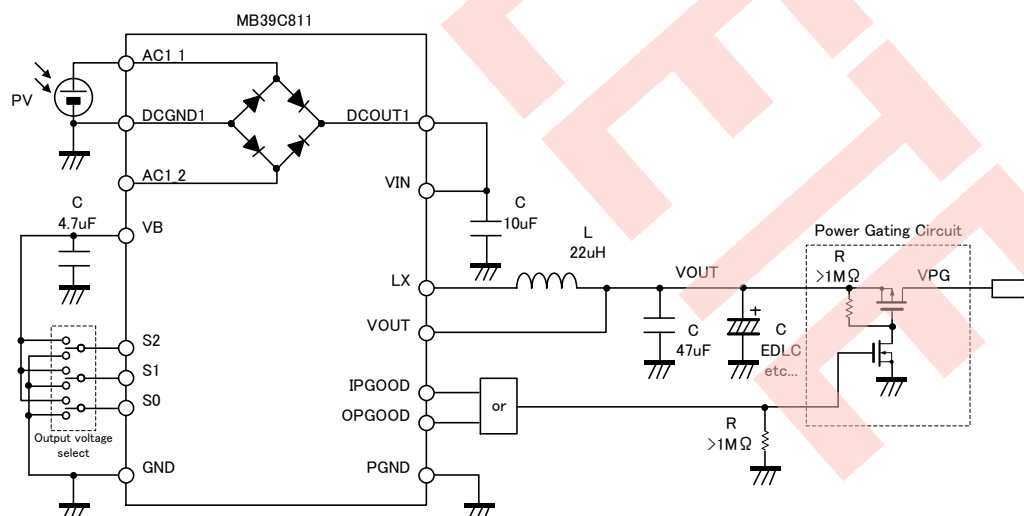 MB39C811
AC1_1
PV
DCGND1
DCOUT1
AC1_2
VIN
C
4.7uF
VB
C
10uF
L
22uH
Power Gating Circuit
R
>1MΩ
VPG
LX
VOUT
VOUT
C
47uF
+
C
EDLC
etc...
S2
S1
S0
IPGOOD
OPGOOD
or
Output voltage
select
R
>1MΩ
GND
PGND